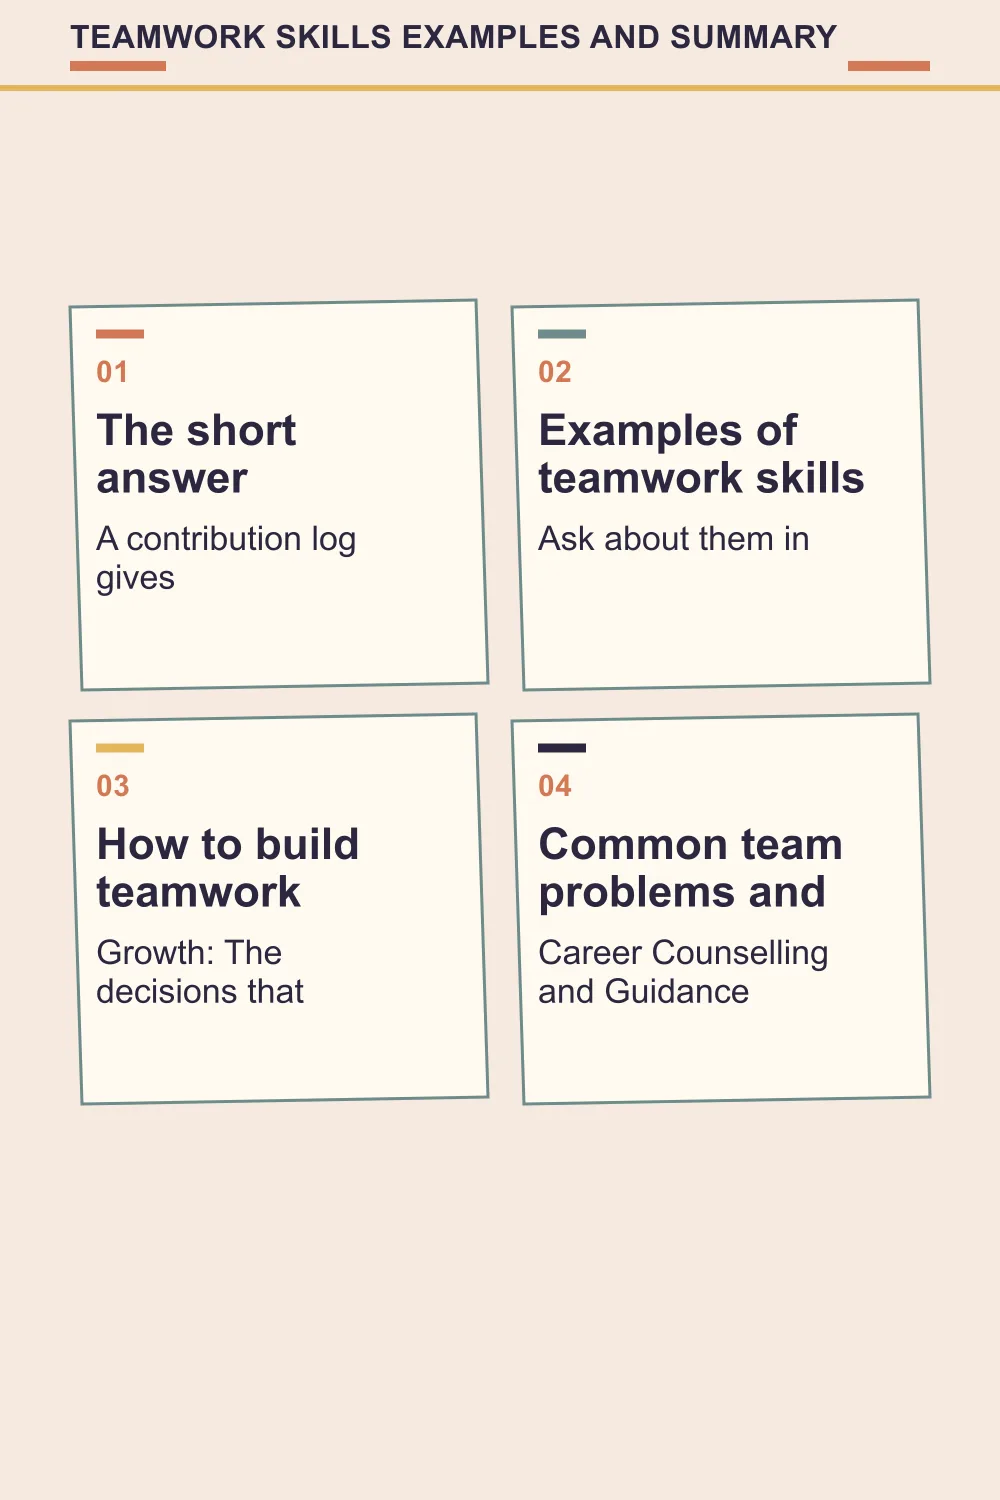 TEAMWORK SKILLS EXAMPLES AND SUMMARY
01
The short
answer
A contribution log
gives
02
Examples of
teamwork skills
Ask about them in
03
How to build
teamwork
Growth: The
decisions that
04
Common team
problems and
Career Counselling
and Guidance